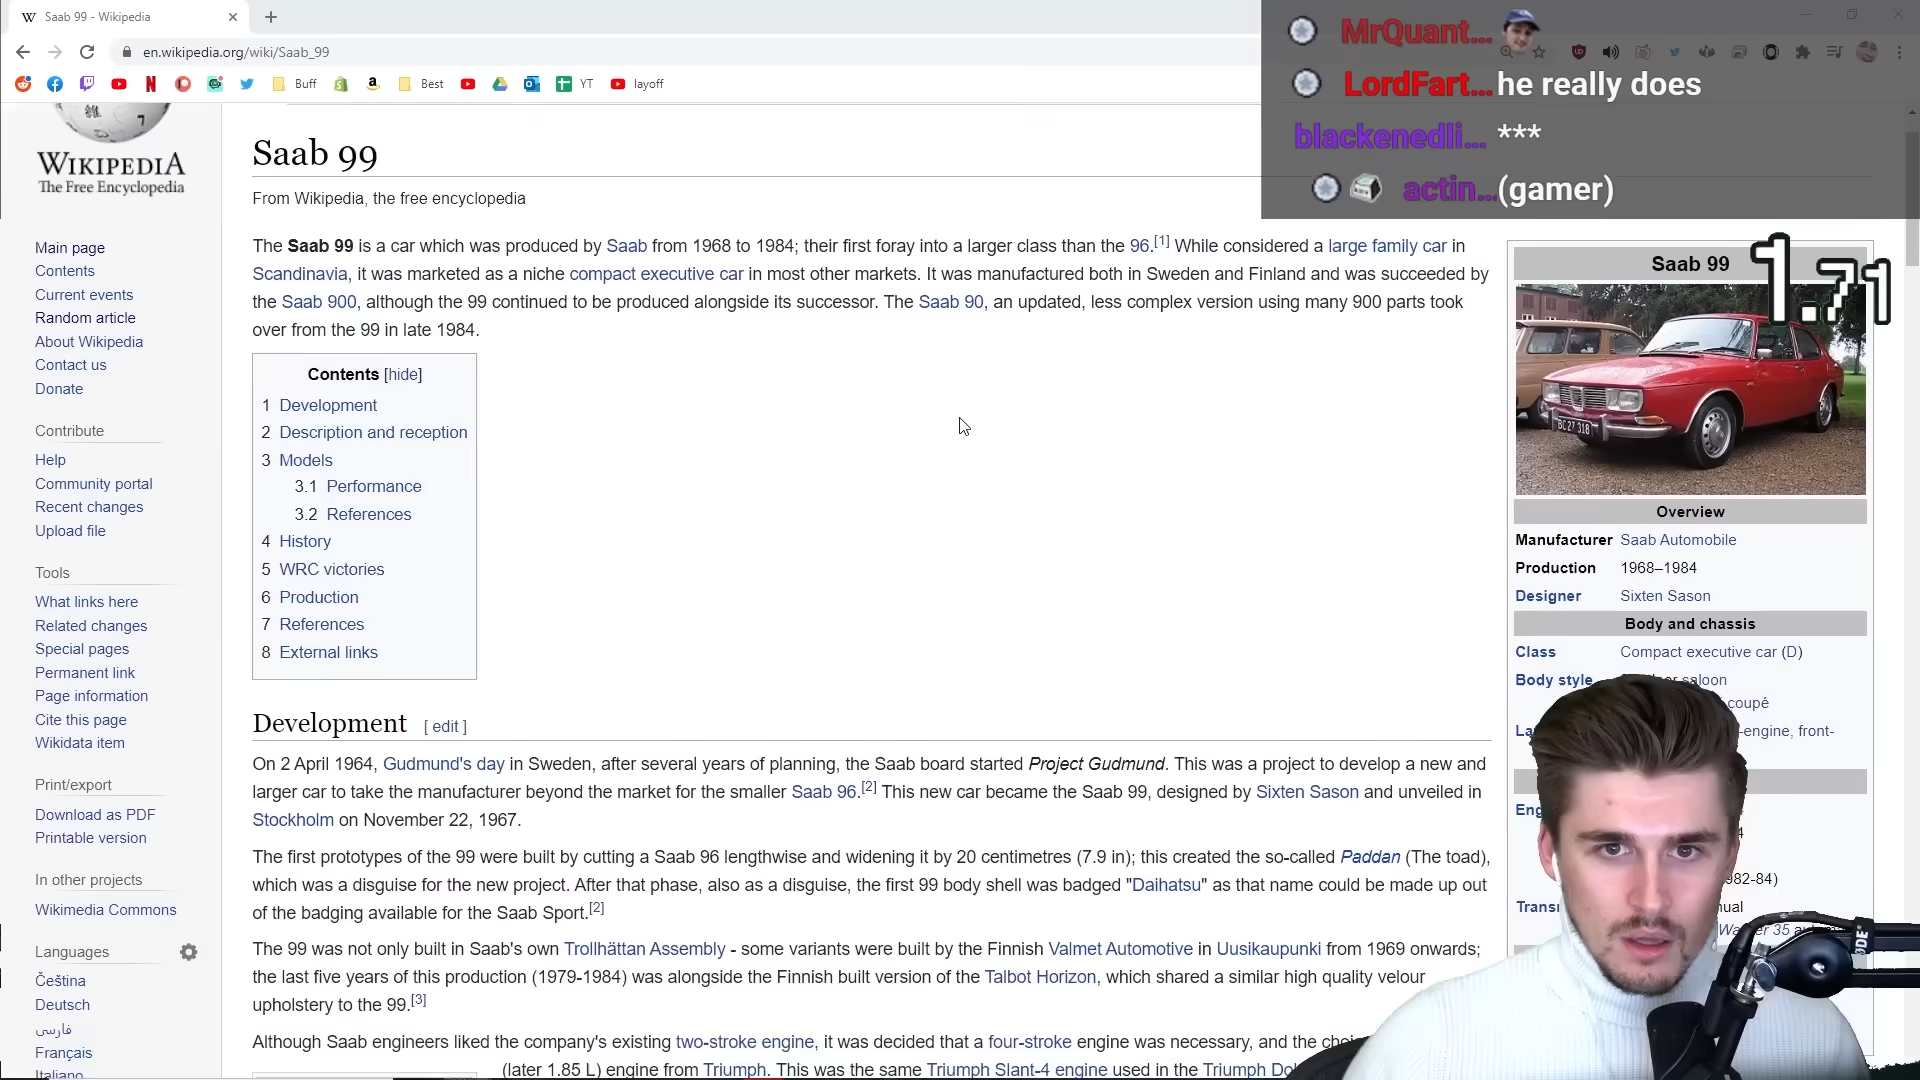 Saab 99 - Wikipedia
en.wikipedia.org/wiki/Saab_99
Buff
Best
YT
layoff
MrQuant...
LordFart... he really does
blackenedli... ***
actin... (gamer)
1.71
WIKIPEDIA
The Free Encyclopedia
Main page
Contents
Current events
Random article
About Wikipedia
Contact us
Donate
Contribute
Help
Community portal
Recent changes
Upload file
Tools
What links here
Related changes
Special pages
Permanent link
Page information
Cite this page
Wikidata item
Print/export
Download as PDF
Printable version
In other projects
Wikimedia Commons
Languages
Čeština
Deutsch
فارسی
Français
Italiano
Saab 99
From Wikipedia, the free encyclopedia
The Saab 99 is a car which was produced by Saab from 1968 to 1984; their first foray into a larger class than the 96.[1] While considered a large family car in
Scandinavia, it was marketed as a niche compact executive car in most other markets. It was manufactured both in Sweden and Finland and was succeeded by
the Saab 900, although the 99 continued to be produced alongside its successor. The Saab 90, an updated, less complex version using many 900 parts took
over from the 99 in late 1984.
Contents [hide]
1 Development
2 Description and reception
3 Models
3.1 Performance
3.2 References
4 History
5 WRC victories
6 Production
7 References
8 External links
Development [ edit ]
On 2 April 1964, Gudmund's day in Sweden, after several years of planning, the Saab board started Project Gudmund. This was a project to develop a new and
larger car to take the manufacturer beyond the market for the smaller Saab 96.[2] This new car became the Saab 99, designed by Sixten Sason and unveiled in
Stockholm on November 22, 1967.
The first prototypes of the 99 were built by cutting a Saab 96 lengthwise and widening it by 20 centimetres (7.9 in); this created the so-called Paddan (The toad),
which was a disguise for the new project. After that phase, also as a disguise, the first 99 body shell was badged "Daihatsu" as that name could be made up out
of the badging available for the Saab Sport.[2]
The 99 was not only built in Saab's own Trollhättan Assembly - some variants were built by the Finnish Valmet Automotive in Uusikaupunki from 1969 onwards;
the last five years of this production (1979-1984) was alongside the Finnish built version of the Talbot Horizon, which shared a similar high quality velour
upholstery to the 99.[3]
Although Saab engineers liked the company's existing two-stroke engine, it was decided that a four-stroke engine was necessary, and the
(later 1.85 L) engine from Triumph. This was the same Triumph Slant-4 engine used in the Triumph
Saab 99
BC 27 318
Overview
Manufacturer Saab Automobile
Production 1968–1984
Designer Sixten Sason
Body and chassis
Class Compact executive car (D)
Body style saloon
coupé
-engine, front-
982-84)
35